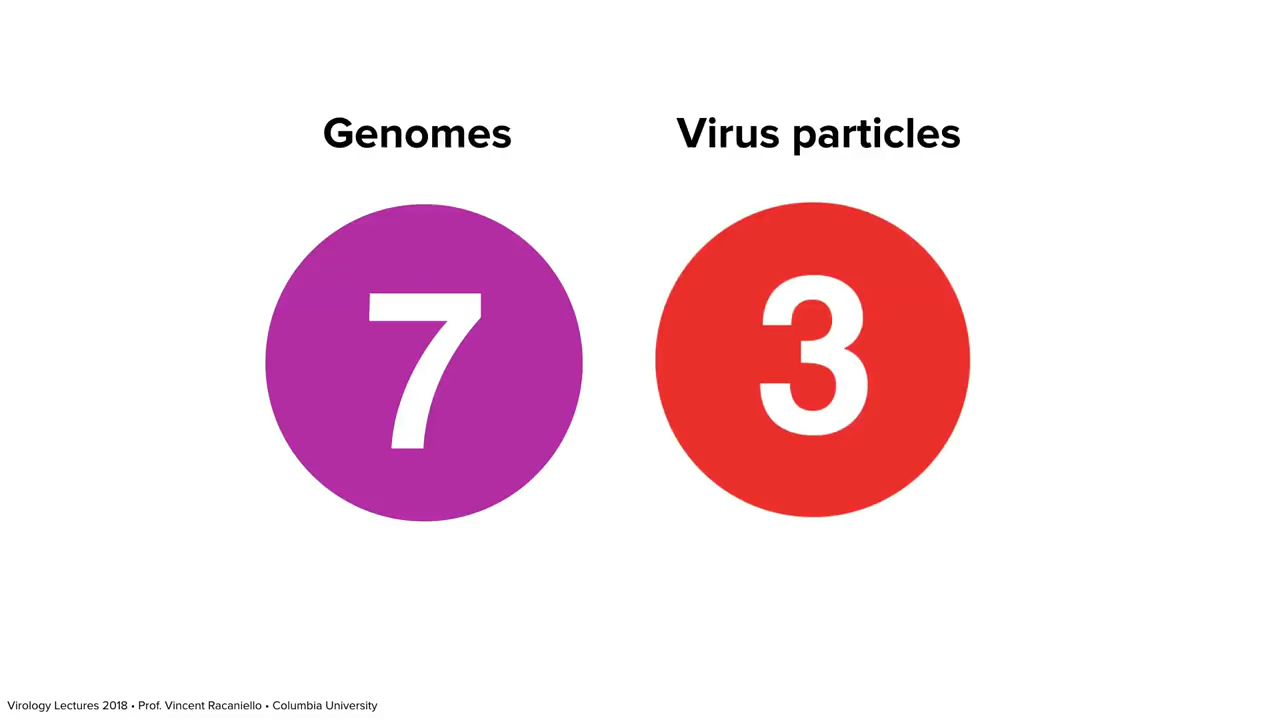 Genomes
Virus particles
7
3
Virology Lectures 2018 • Prof. Vincent Racaniello • Columbia University